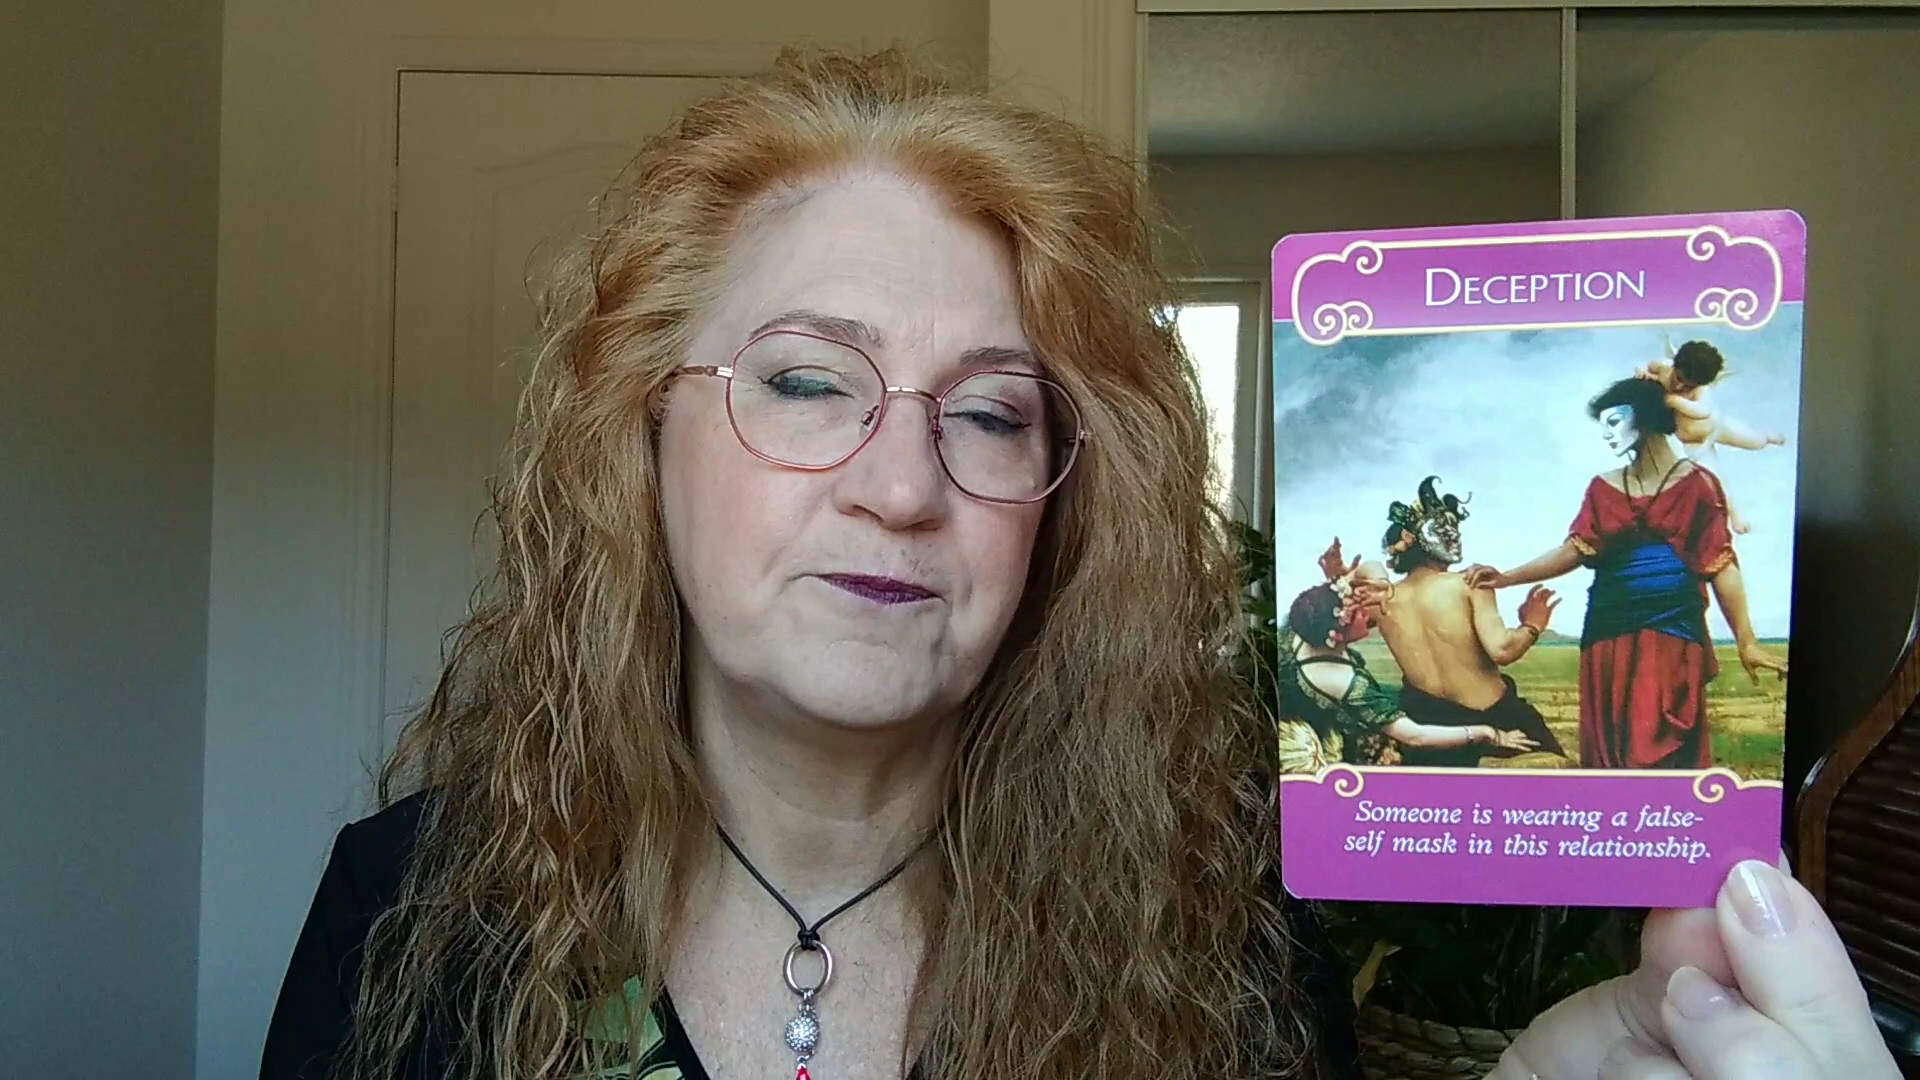 DECEPTION
Someone is wearing a false-
self mask in this relationship.